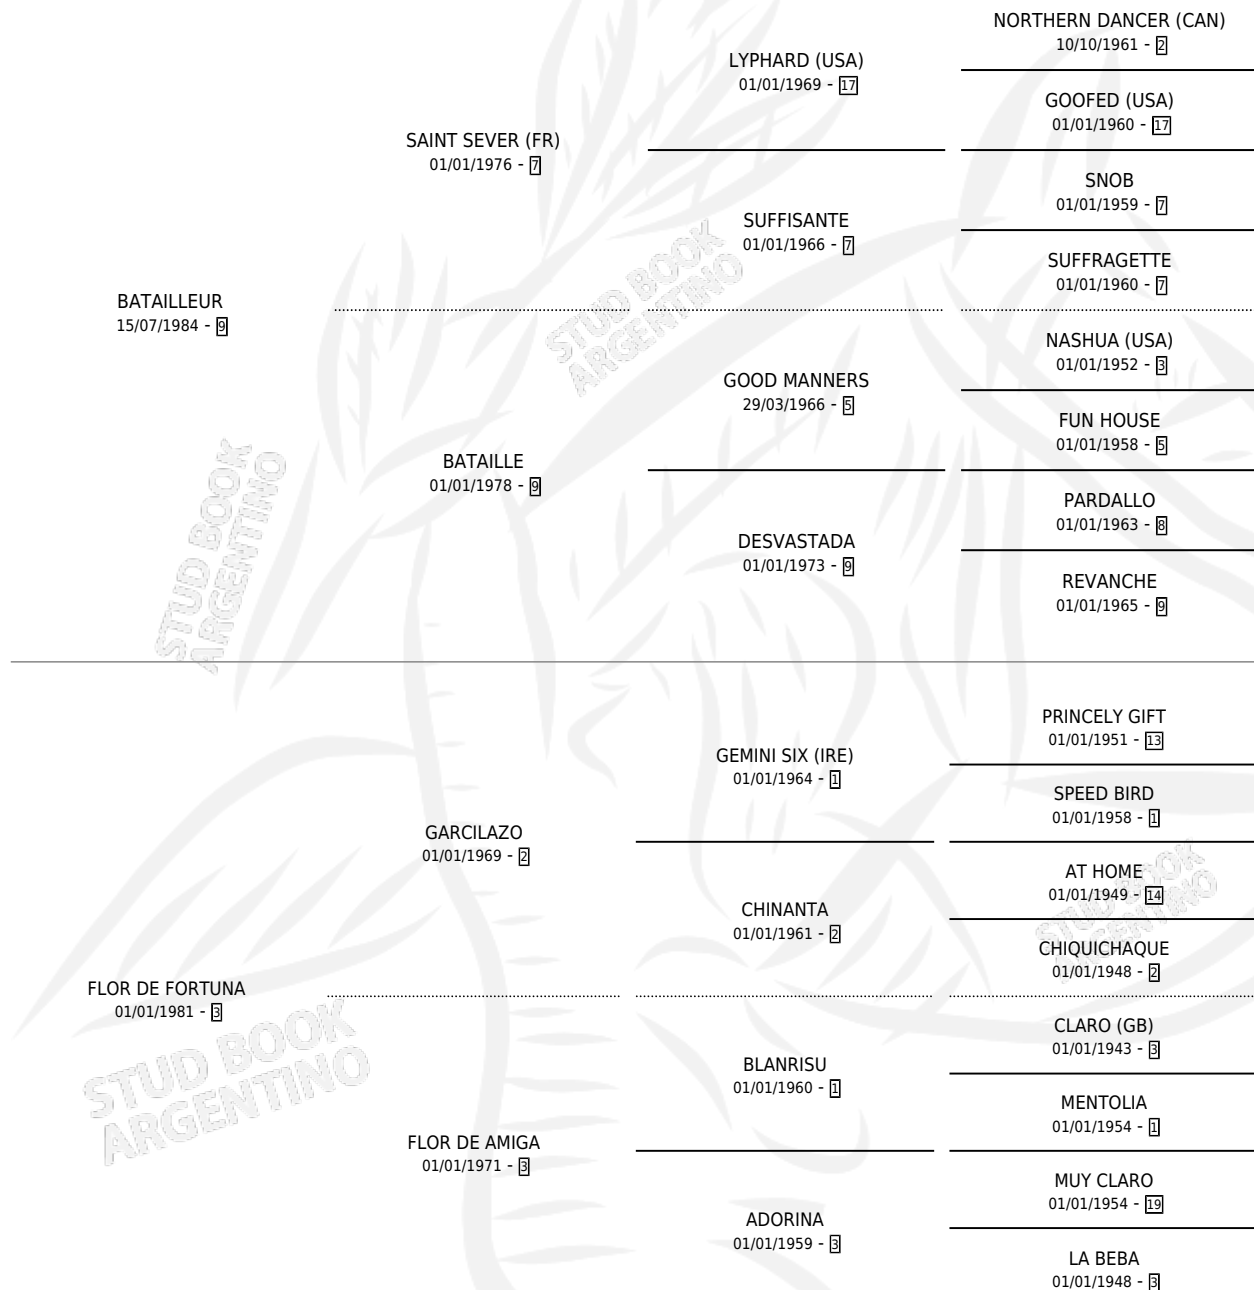 NORTHERN DANCER (CAN)
10/10/1961 - 2
LYPHARD (USA)
01/01/1969 - 17
GOOFED (USA)
01/01/1960 - 17
SAINT SEVER (FR)
01/01/1976 - 7
SNOB
01/01/1959 - 7
SUFFISANTE
01/01/1966 - 7
SUFFRAGETTE
01/01/1960 - 7
BATAILLEUR
15/07/1984 - 9
NASHUA (USA)
01/01/1952 - 3
GOOD MANNERS
29/03/1966 - 5
FUN HOUSE
01/01/1958 - 5
BATAILLE
01/01/1978 - 9
PARDALLO
01/01/1963 - 8
DESVASTADA
01/01/1973 - 9
REVANCHE
01/01/1965 - 9
PRINCELY GIFT
01/01/1951 - 13
GEMINI SIX (IRE)
01/01/1964 - 1
SPEED BIRD
01/01/1958 - 1
GARCILAZO
01/01/1969 - 2
AT HOME
01/01/1949 - 14
CHINANTA
01/01/1961 - 2
CHIQUICHAQUE
01/01/1948 - 2
FLOR DE FORTUNA
01/01/1981 - 3
CLARO (GB)
01/01/1943 - 3
BLANRISU
01/01/1960 - 1
MENTOLIA
01/01/1954 - 1
FLOR DE AMIGA
01/01/1971 - 3
MUY CLARO
01/01/1954 - 19
ADORINA
01/01/1959 - 3
LA BEBA
01/01/1948 - 3
STUD BOOK
ARGENTINO
STUD BOOK
ARGENTINO
STUD BOOK
ARGENTINO
STUD BOOK
ARGENTINO